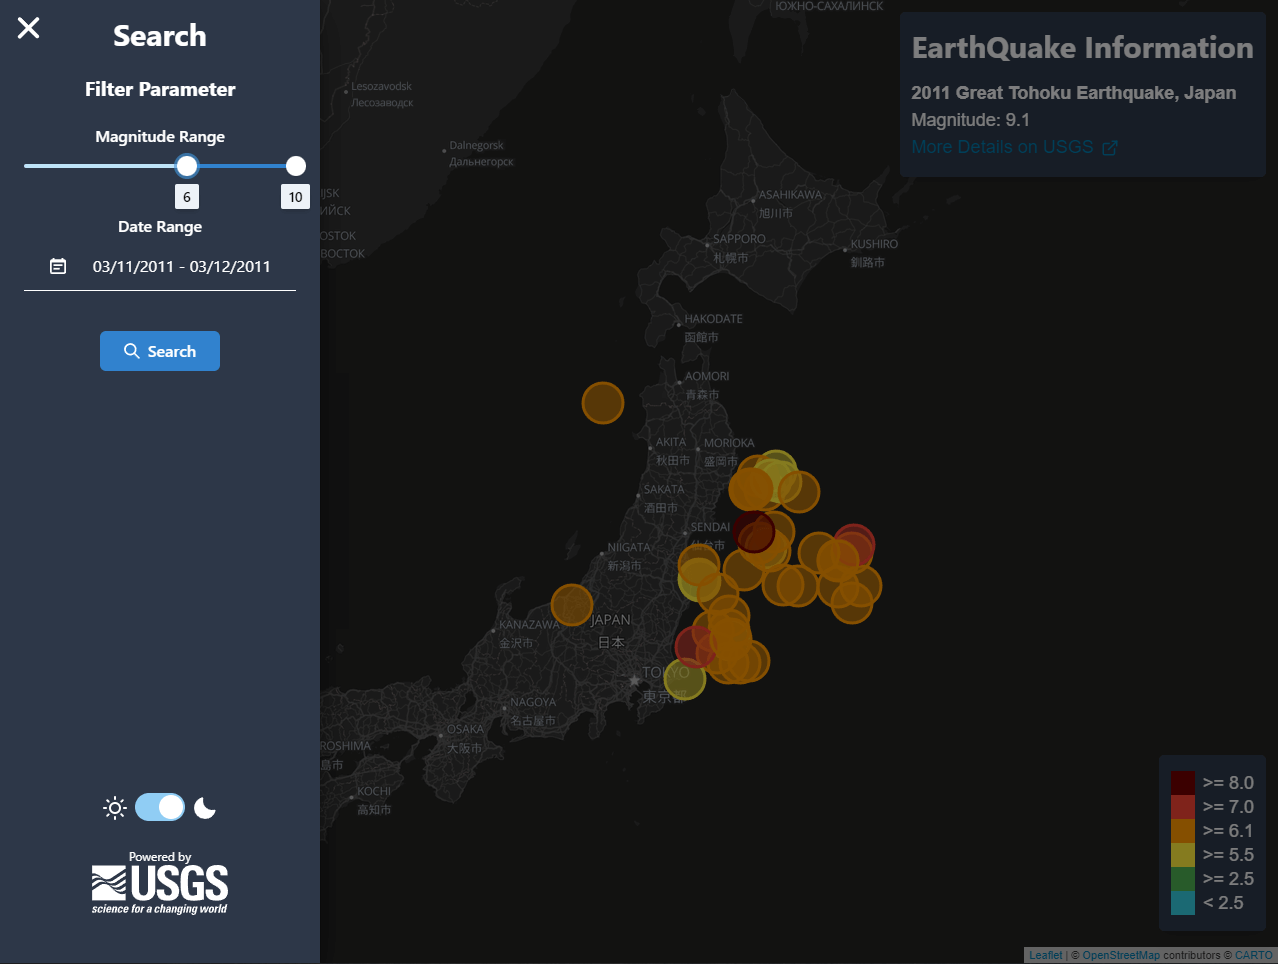 Search
Filter Parameter
Magnitude Range
6
10
Date Range
03/11/2011 - 03/12/2011
Search
Powered by
USGS
science for a changing world
ЮЖНО-САХАЛИНСК
Lesozavodsk
Лесозаводск
Dalnegorsk
Дальнегорск
ASAHIKAWA
旭川市
SAPPORO
札幌市
KUSHIRO
釧路市
HAKODATE
函館市
AOMORI
青森市
AKITA
秋田市
MORIOKA
盛岡市
SAKATA
酒田市
SENDAI
仙台市
NIIGATA
新潟市
JAPAN
日本
KANAZAWA
金沢市
TOKYO
東京都
NAGOYA
名古屋市
OSAKA
大阪市
ROSHIMA
島市
KOCHI
高知市
IJSK
ИЙСК
OSTOK
ВОСТОК
EarthQuake Information
2011 Great Tohoku Earthquake, Japan
Magnitude: 9.1
More Details on USGS
>= 8.0
>= 7.0
>= 6.1
>= 5.5
>= 2.5
< 2.5
Leaflet | © OpenStreetMap contributors © CARTO